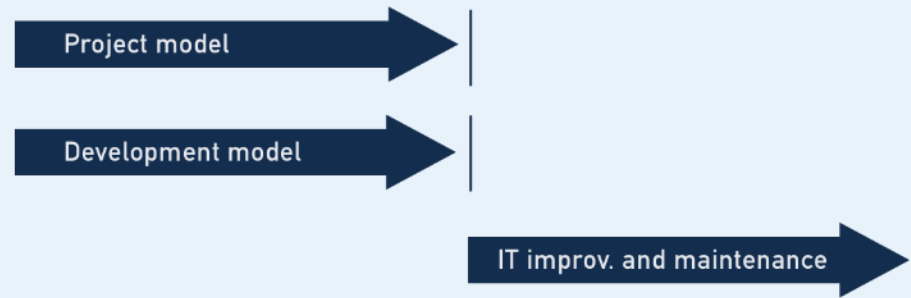 Project model
Development model
IT improv. and maintenance